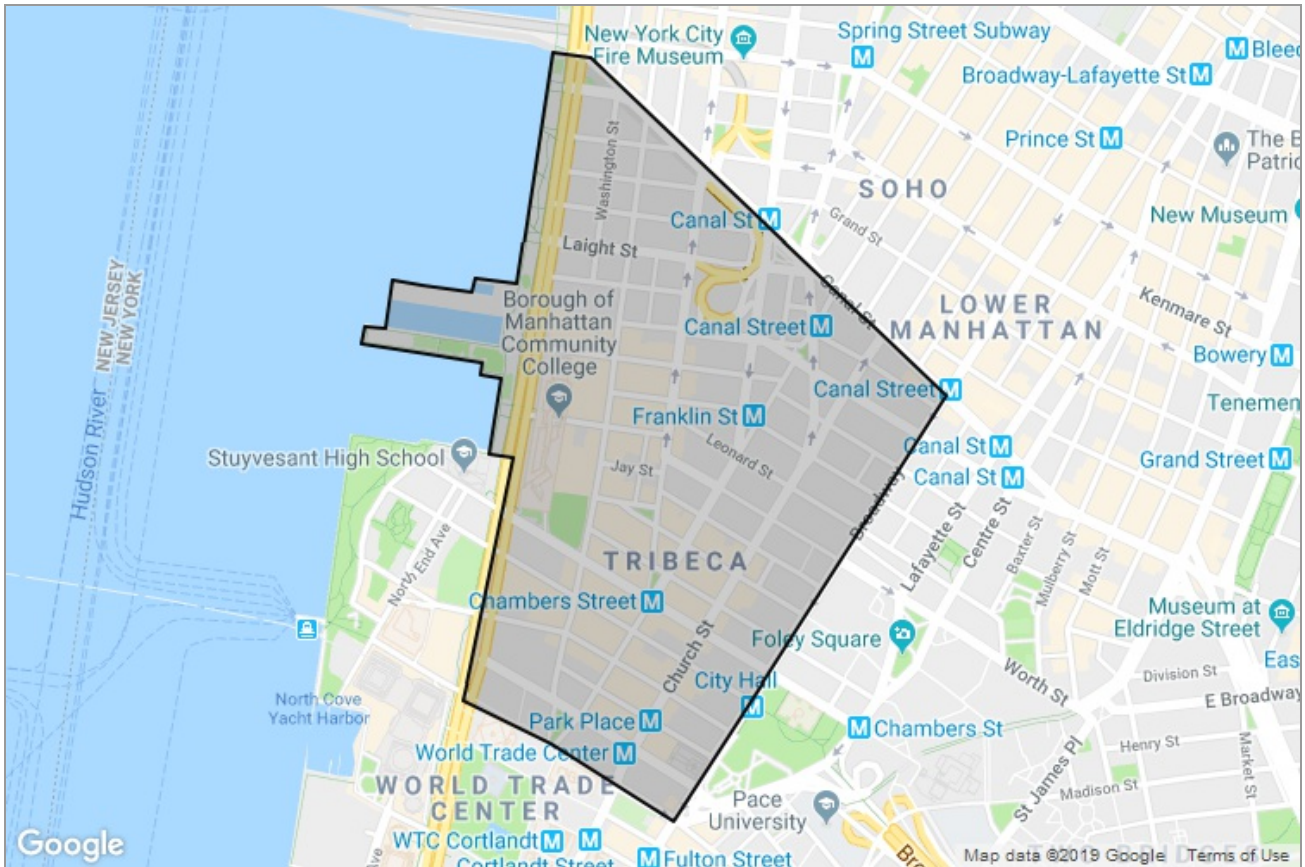 New York City
Fire Museum
Spring Street Subway
Broadway-Lafayette St
Prince St
SOHO
New Museum
Washington St
Canal St
Grand St
Laight St
NEW JERSEY
NEW YORK
Hudson River
Borough of
Manhattan
Community
College
Canal Street
Canal St
LOWER
MANHATTAN
Kenmare St
Bowery
Canal Street
Franklin St
Leonard St
Jay St
Canal St
Canal St
Grand Street
Stuyvesant High School
Broadway
Lafayette St
Centre St
Baxter St
Mulberry St
Mott St
North End Ave
TRIBECA
Chambers Street
Church St
Foley Square
Museum at
Eldridge Street
Worth St
Division St
E Broadway
City Hall
Park Place
North Cove
Yacht Harbor
World Trade Center
WORLD TRADE
CENTER
Chambers St
Henry St
Madison St
Market St
St James Pl
Pace
University
WTC Cortlandt
Cortlandt Street
Fulton Street
Google
Map data ©2019 Google
Terms of Use